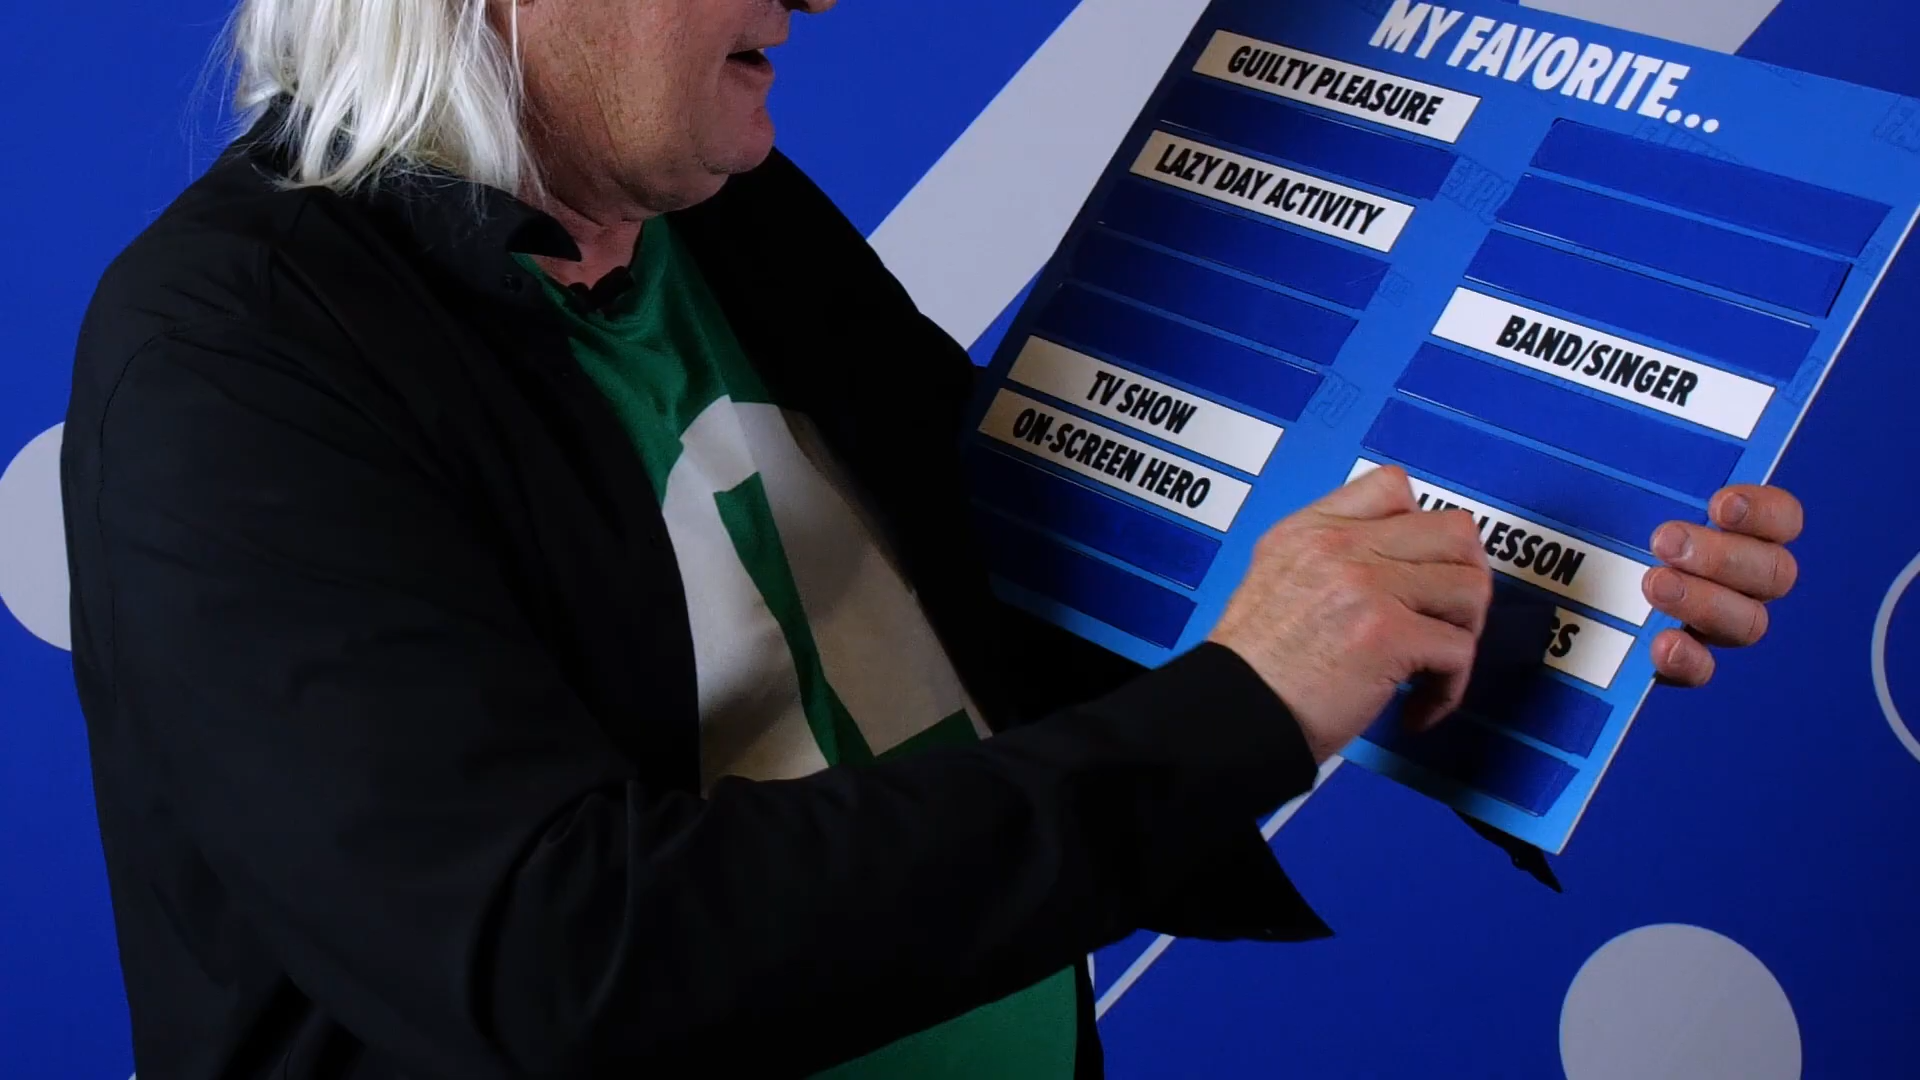 MY FAVORITE...
GUILTY PLEASURE
LAZY DAY ACTIVITY
TV SHOW
ON-SCREEN HERO
BAND/SINGER
LESSON